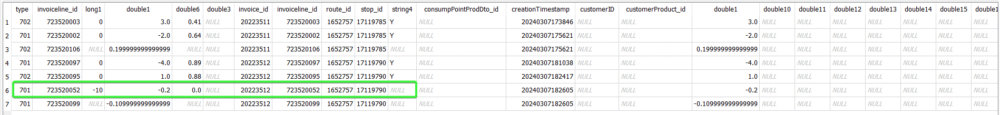 type invoiceline_id long1 double1 double6 double3 invoice_id invoiceline_id route_id stop_id string4 consumpPointProdDto_id creationTimestamp customerID customerProduct_id double1 double10 double11 double12 double13 double14 double15 double1
1 702 723520003 0 3.0 0.41 NULL 20223511 723520003 1652757 17119785 Y NULL 20240307173846 NULL NULL 3.0 NULL NULL NULL NULL NULL NULL NULL
2 701 723520002 0 -2.0 0.64 NULL 20223511 723520002 1652757 17119785 Y NULL 20240307175621 NULL NULL -2.0 NULL NULL NULL NULL NULL NULL NULL
3 702 723520106 NULL 0.199999999999999 NULL NULL 20223511 723520106 1652757 17119785 NULL NULL 20240307175621 NULL NULL 0.199999999999999 NULL NULL NULL NULL NULL NULL NULL
4 701 723520097 0 -4.0 0.89 NULL 20223512 723520097 1652757 17119790 Y NULL 20240307181038 NULL NULL -4.0 NULL NULL NULL NULL NULL NULL NULL
5 702 723520095 0 1.0 0.88 NULL 20223512 723520095 1652757 17119790 Y NULL 20240307182417 NULL NULL 1.0 NULL NULL NULL NULL NULL NULL NULL
6 701 723520052 -10 -0.2 0.0 NULL 20223512 723520052 1652757 17119790 NULL NULL 20240307182605 NULL NULL -0.2 NULL NULL NULL NULL NULL NULL NULL
7 701 723520099 NULL -0.109999999999999 NULL NULL 20223512 723520099 1652757 17119790 NULL NULL 20240307182605 NULL NULL -0.109999999999999 NULL NULL NULL NULL NULL NULL NULL